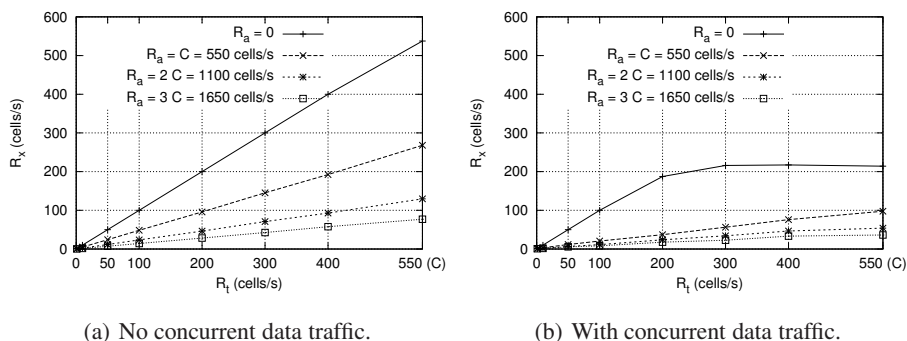 600
500
400
300
200
100
0
R_x (cells/s)
R_a = 0
R_a = C = 550 cells/s
R_a = 2 C = 1100 cells/s
R_a = 3 C = 1650 cells/s
0 50 100 200 300 400 550 (C)
R_t (cells/s)
(a) No concurrent data traffic.
600
500
400
300
200
100
0
R_x (cells/s)
R_a = 0
R_a = C = 550 cells/s
R_a = 2 C = 1100 cells/s
R_a = 3 C = 1650 cells/s
0 50 100 200 300 400 550 (C)
R_t (cells/s)
(b) With concurrent data traffic.